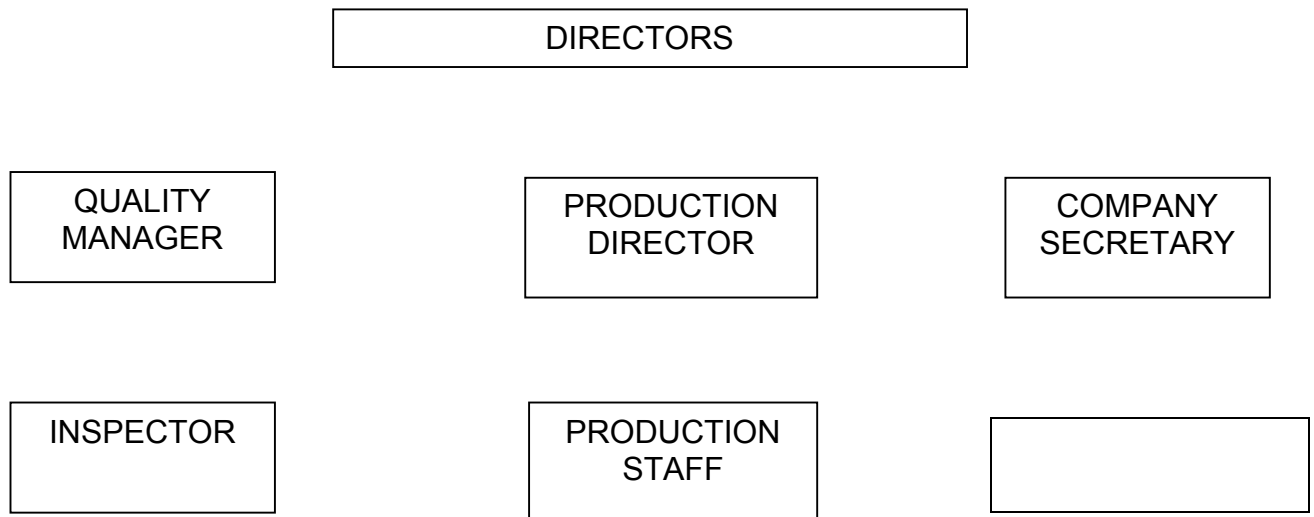 DIRECTORS
QUALITY
MANAGER
PRODUCTION
DIRECTOR
COMPANY
SECRETARY
INSPECTOR
PRODUCTION
STAFF